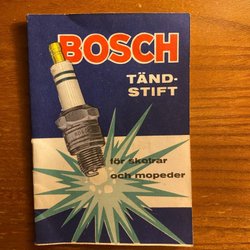 BOSCH
TÄND-
STIFT
för skotrar
och mopeder